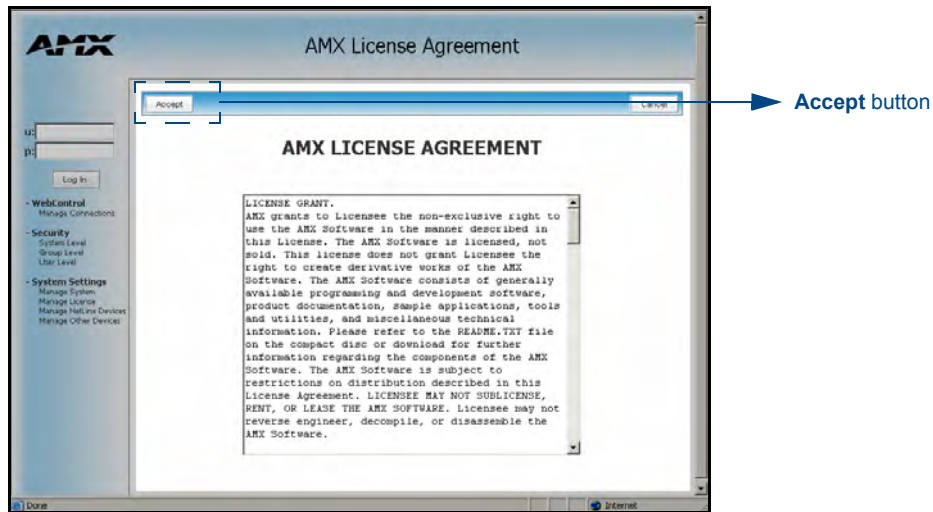 AMX
AMX License Agreement
Accept
Cancel
Accept button
u:
p:
Log In
- WebControl
Manage Connections
- Security
System Level
Group Level
User Level
- System Settings
Manage System
Manage License
Manage NetLinx Devices
Manage Other Devices
AMX LICENSE AGREEMENT
LICENSE GRANT.
AMX grants to Licensee the non-exclusive right to
use the AMX Software in the manner described in
this License. The AMX Software is licensed, not
sold. This license does not grant Licensee the
right to create derivative works of the AMX
Software. The AMX Software consists of generally
available programming and development software,
product documentation, sample applications, tools
and utilities, and miscellaneous technical
information. Please refer to the README.TXT file
on the compact disc or download for further
information regarding the components of the AMX
Software. The AMX Software is subject to
restrictions on distribution described in this
License Agreement. LICENSEE MAY NOT SUBLICENSE,
RENT, OR LEASE THE AMX SOFTWARE. Licensee may not
reverse engineer, decompile, or disassemble the
AMX Software.
Done
Internet